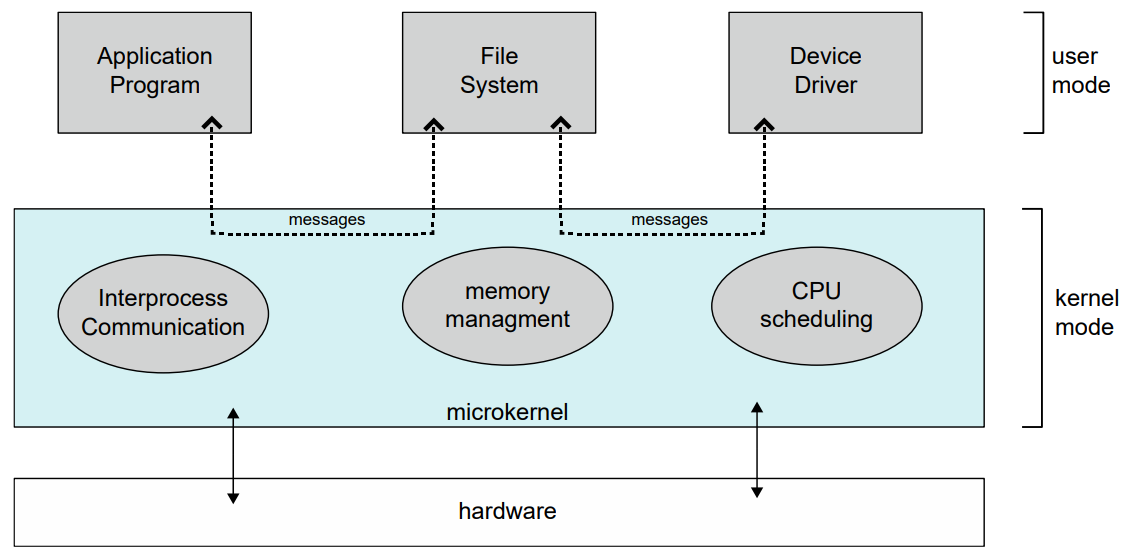 Application
Program
File
System
Device
Driver
user
mode
messages
messages
Interprocess
Communication
memory
managment
CPU
scheduling
kernel
mode
microkernel
hardware